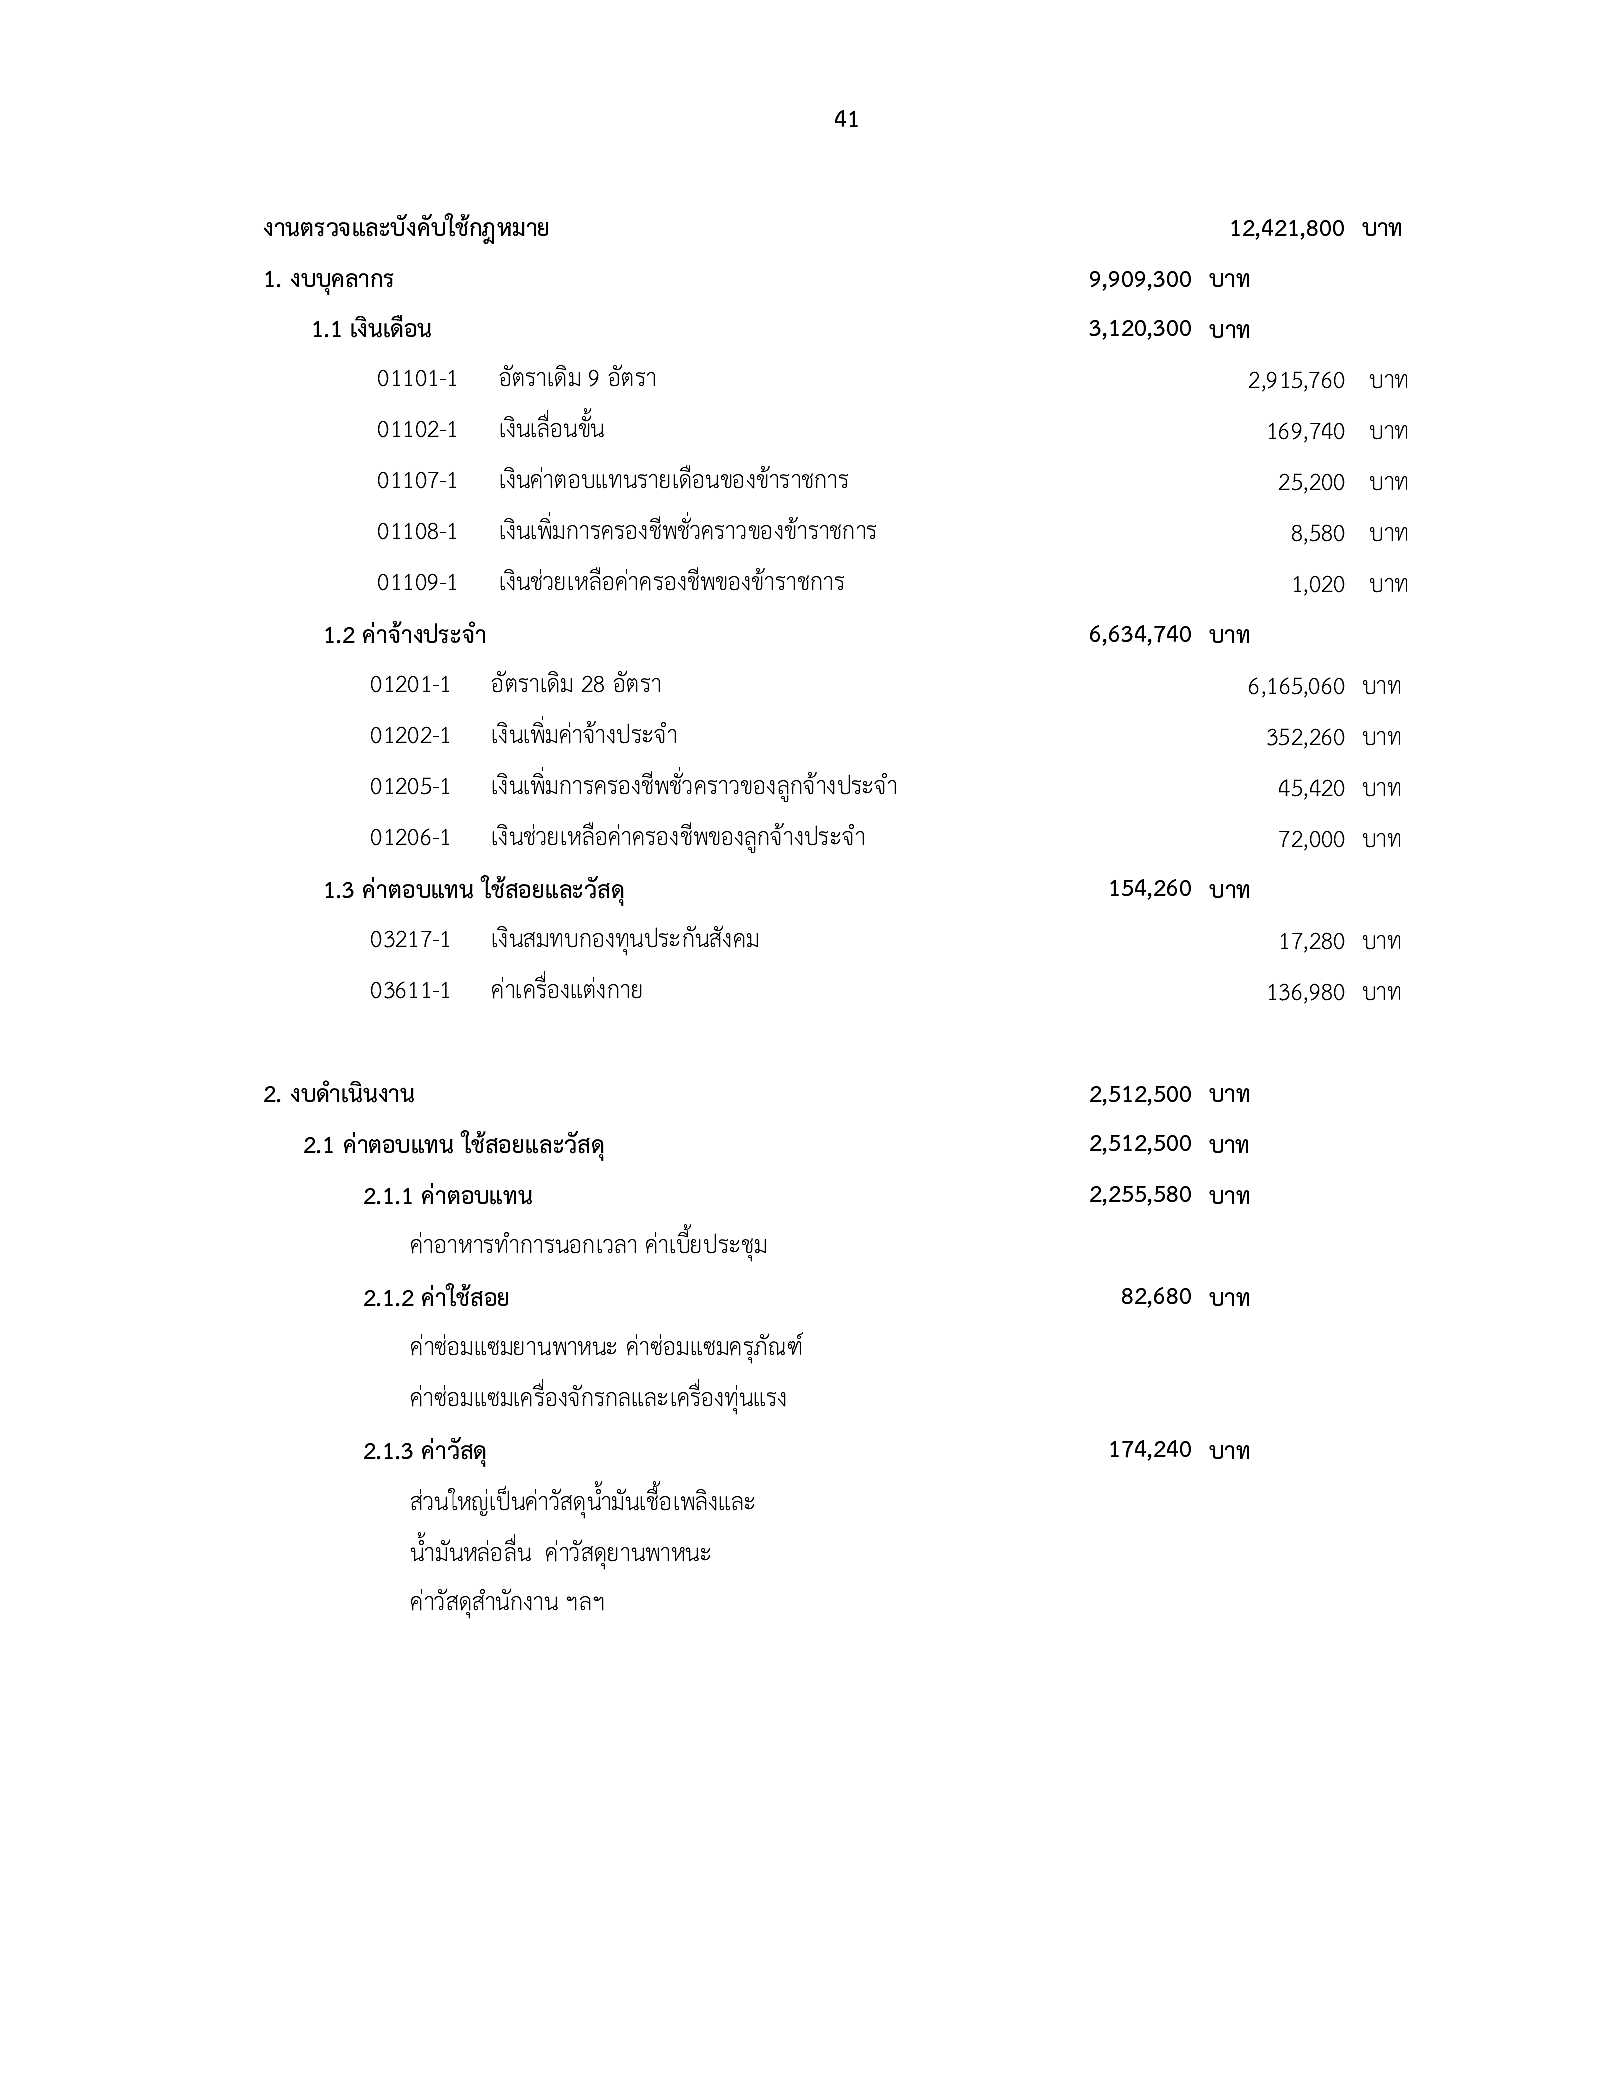 41
งานตรวจและบังคับใช้กฎหมาย 12,421,800 บาท
1. งบบุคลากร 9,909,300 บาท
1.1 เงินเดือน 3,120,300 บาท
01101-1 อัตราเดิม 9 อัตรา 2,915,760 บาท
01102-1 เงินเลื่อนขั้น 169,740 บาท
01107-1 เงินค่าตอบแทนรายเดือนของข้าราชการ 25,200 บาท
01108-1 เงินเพิ่มการครองชีพชั่วคราวของข้าราชการ 8,580 บาท
01109-1 เงินช่วยเหลือค่าครองชีพของข้าราชการ 1,020 บาท
1.2 ค่าจ้างประจำ 6,634,740 บาท
01201-1 อัตราเดิม 28 อัตรา 6,165,060 บาท
01202-1 เงินเพิ่มค่าจ้างประจำ 352,260 บาท
01205-1 เงินเพิ่มการครองชีพชั่วคราวของลูกจ้างประจำ 45,420 บาท
01206-1 เงินช่วยเหลือค่าครองชีพของลูกจ้างประจำ 72,000 บาท
1.3 ค่าตอบแทน ใช้สอยและวัสดุ 154,260 บาท
03217-1 เงินสมทบกองทุนประกันสังคม 17,280 บาท
03611-1 ค่าเครื่องแต่งกาย 136,980 บาท
2. งบดำเนินงาน 2,512,500 บาท
2.1 ค่าตอบแทน ใช้สอยและวัสดุ 2,512,500 บาท
2.1.1 ค่าตอบแทน 2,255,580 บาท
ค่าอาหารทำการนอกเวลา ค่าเบี้ยประชุม
2.1.2 ค่าใช้สอย 82,680 บาท
ค่าซ่อมแซมยานพาหนะ ค่าซ่อมแซมครุภัณฑ์
ค่าซ่อมแซมเครื่องจักรกลและเครื่องทุ่นแรง
2.1.3 ค่าวัสดุ 174,240 บาท
ส่วนใหญ่เป็นค่าวัสดุน้ำมันเชื้อเพลิงและ
น้ำมันหล่อลื่น ค่าวัสดุยานพาหนะ
ค่าวัสดุสำนักงาน ฯลฯ